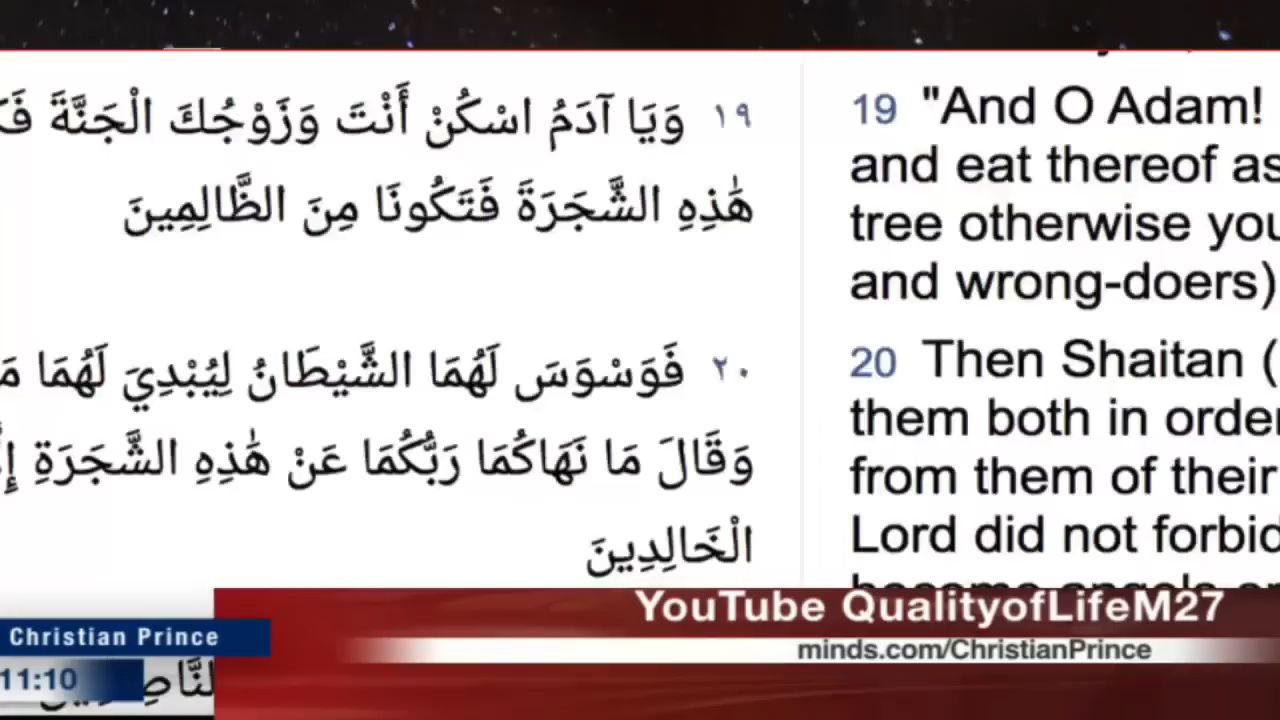 ١٩ وَيَا آدَمُ اسْكُنْ أَنْتَ وَزَوْجُكَ الْجَنَّةَ
هَٰذِهِ الشَّجَرَةَ فَتَكُونَا مِنَ الظَّالِمِينَ
٢٠ فَوَسْوَسَ لَهُمَا الشَّيْطَانُ لِيُبْدِيَ لَهُمَا
وَقَالَ مَا نَهَاكُمَا رَبُّكُمَا عَنْ هَٰذِهِ الشَّجَرَةِ
الْخَالِدِينَ
19 "And O Adam!
and eat thereof as
tree otherwise you
and wrong-doers)
20 Then Shaitan (
them both in order
from them of their
Lord did not forbid
YouTube QualityofLifeM27
minds.com/ChristianPrince
Christian Prince
11:10